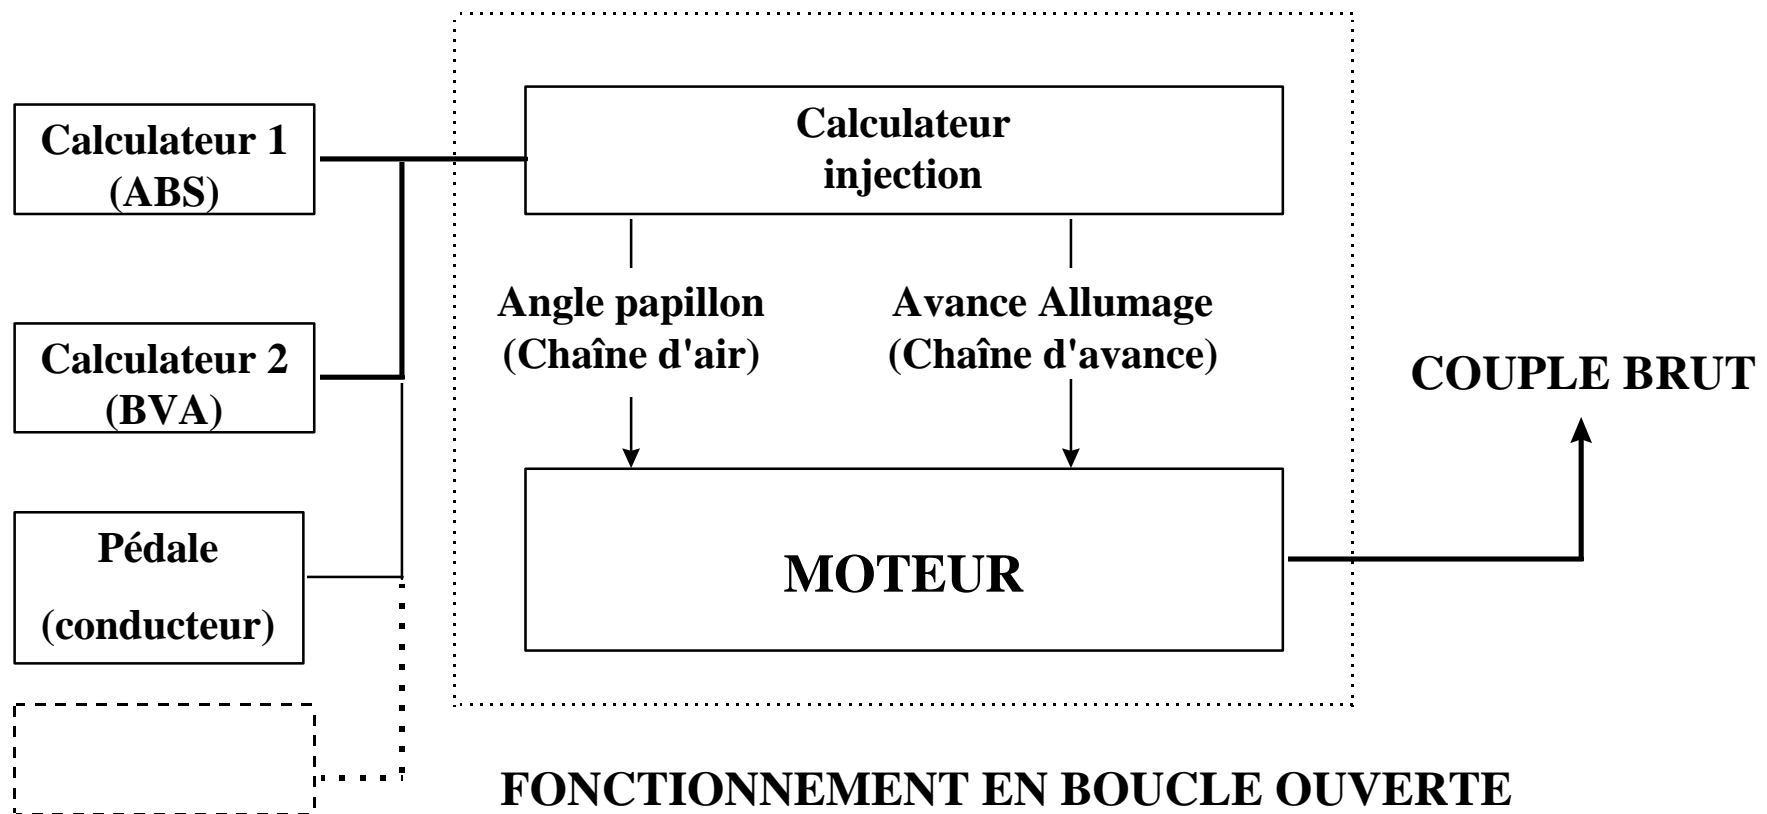 Calculateur 1
(ABS)
Calculateur
injection
Angle papillon
(Chaîne d'air)
Avance Allumage
(Chaîne d'avance)
Calculateur 2
(BVA)
COUPLE BRUT
Pédale
(conducteur)
MOTEUR
FONCTIONNEMENT EN BOUCLE OUVERTE